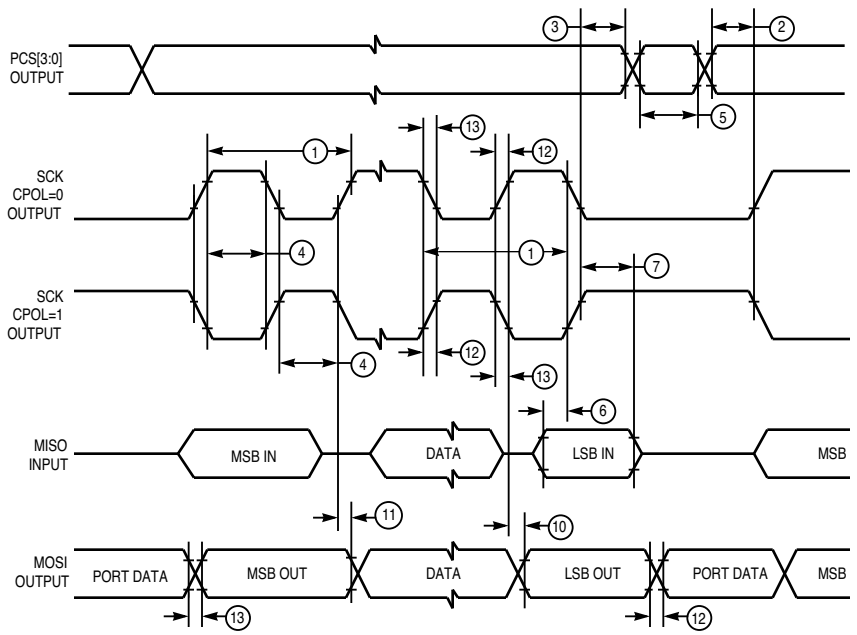 3
2
PCS[3:0]
OUTPUT
5
13
1
12
SCK
CPOL=0
OUTPUT
4
1
7
SCK
CPOL=1
OUTPUT
4
12
13
6
MISO
INPUT
MSB IN
DATA
LSB IN
MSB
11
10
MOSI
OUTPUT
PORT DATA
MSB OUT
DATA
LSB OUT
PORT DATA
MSB
13
12